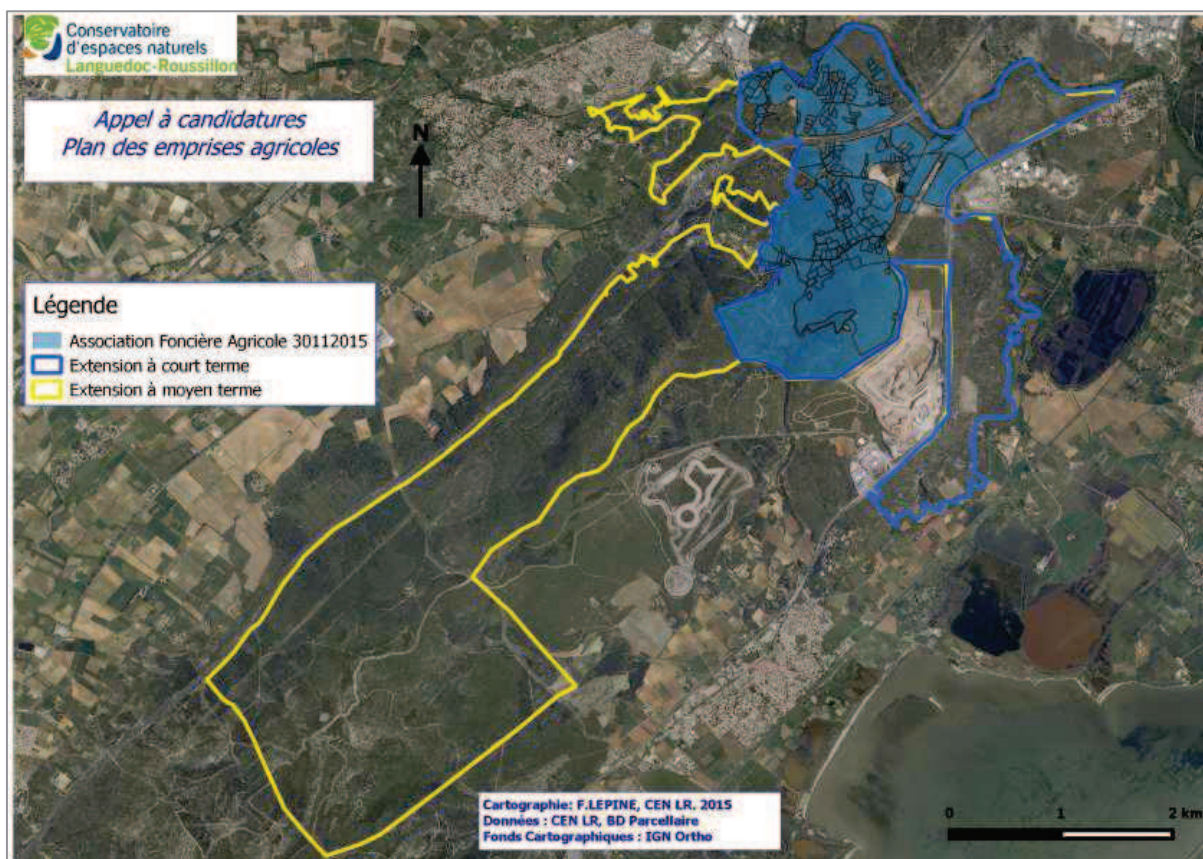 Conservatoire
d'espaces naturels
Languedoc-Roussillon
Appel à candidatures
Plan des emprises agricoles
N
Légende
Association Foncière Agricole 30112015
Extension à court terme
Extension à moyen terme
Cartographie: F.LEPINE, CEN LR. 2015
Données : CEN LR, BD Parcellaire
Fonds Cartographiques : IGN Ortho
0 1 2 km